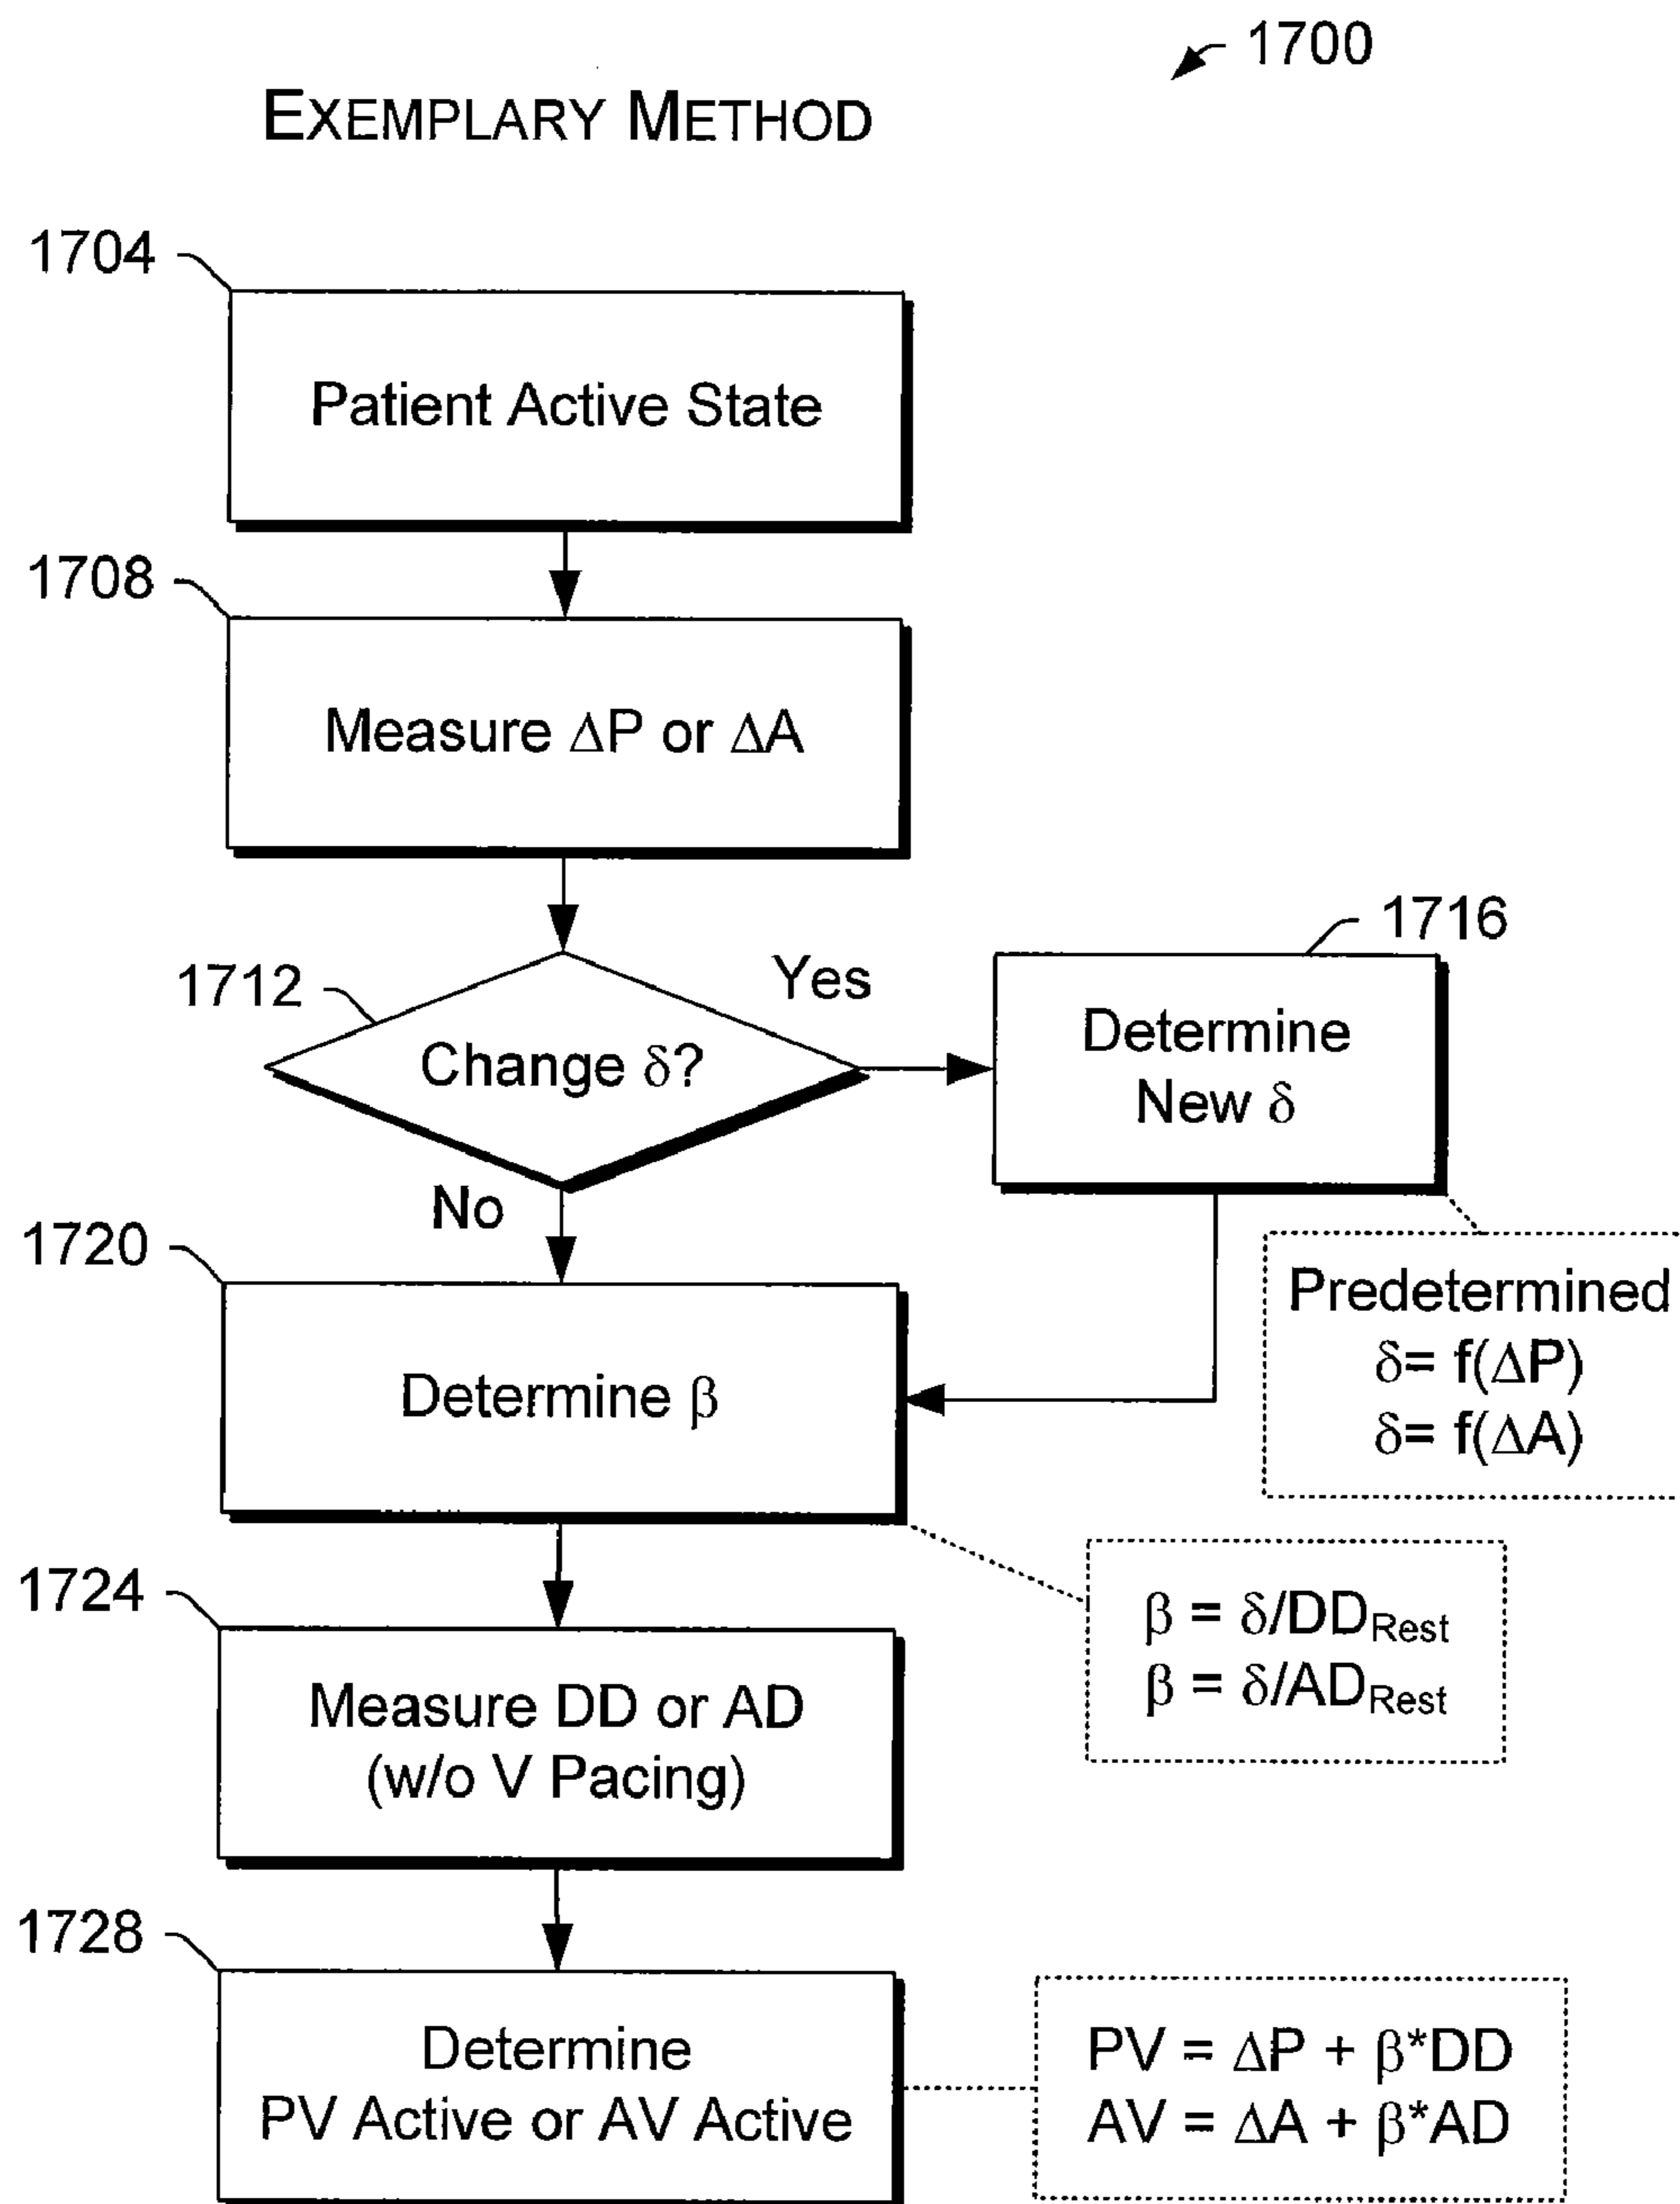 1700
EXEMPLARY METHOD
1704
Patient Active State
1708
Measure ΔP or ΔA
1712
Change δ?
Yes
No
1716
Determine
New δ
Predetermined
δ= f(ΔP)
δ= f(ΔA)
1720
Determine β
β = δ/DD_Rest
β = δ/AD_Rest
1724
Measure DD or AD
(w/o V Pacing)
1728
Determine
PV Active or AV Active
PV = ΔP + β*DD
AV = ΔA + β*AD